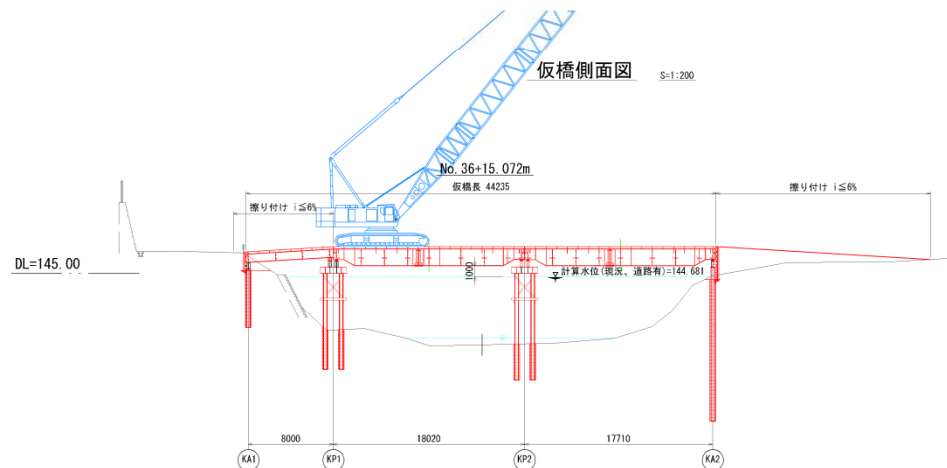 仮橋側面図 S=1:200
No.36+15.072m
仮橋長 44235
擦り付け i≦6%
擦り付け i≦6%
DL=145.00
1000
計算水位(現況、道路有)=144.681
8000
18020
17710
KA1
KP1
KP2
KA2